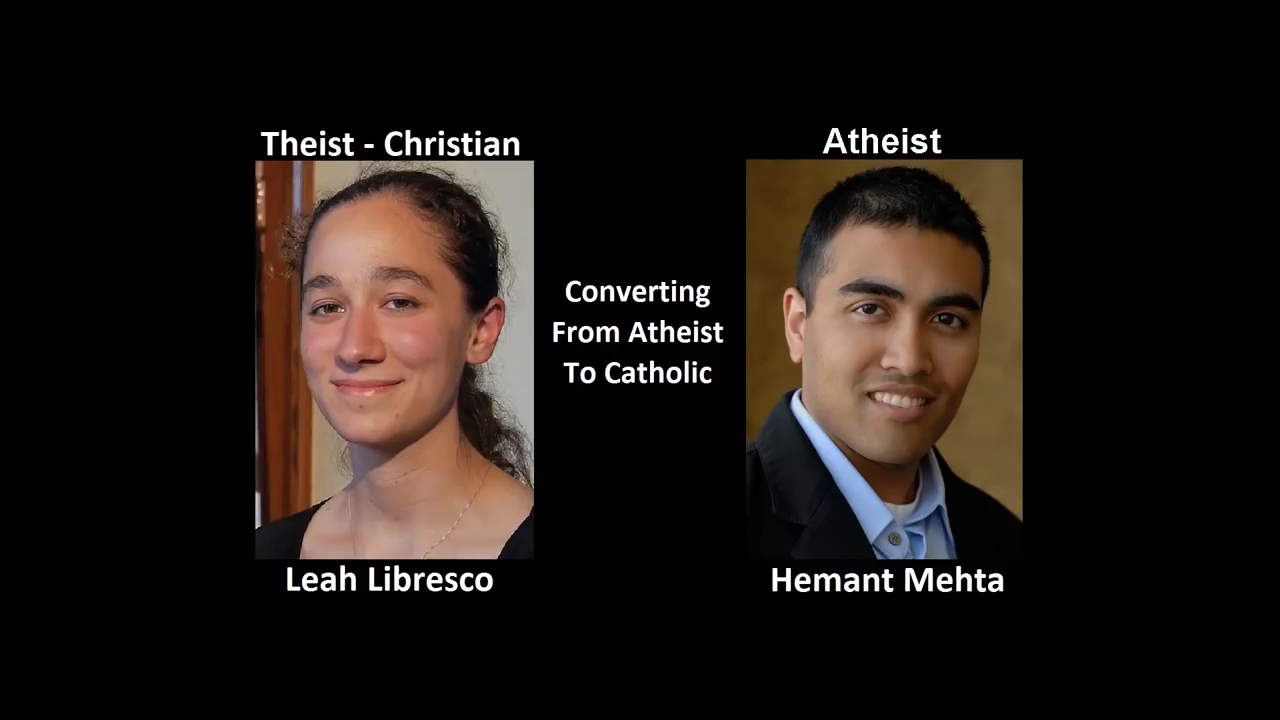 Theist - Christian
Atheist
Converting
From Atheist
To Catholic
Leah Libresco
Hemant Mehta